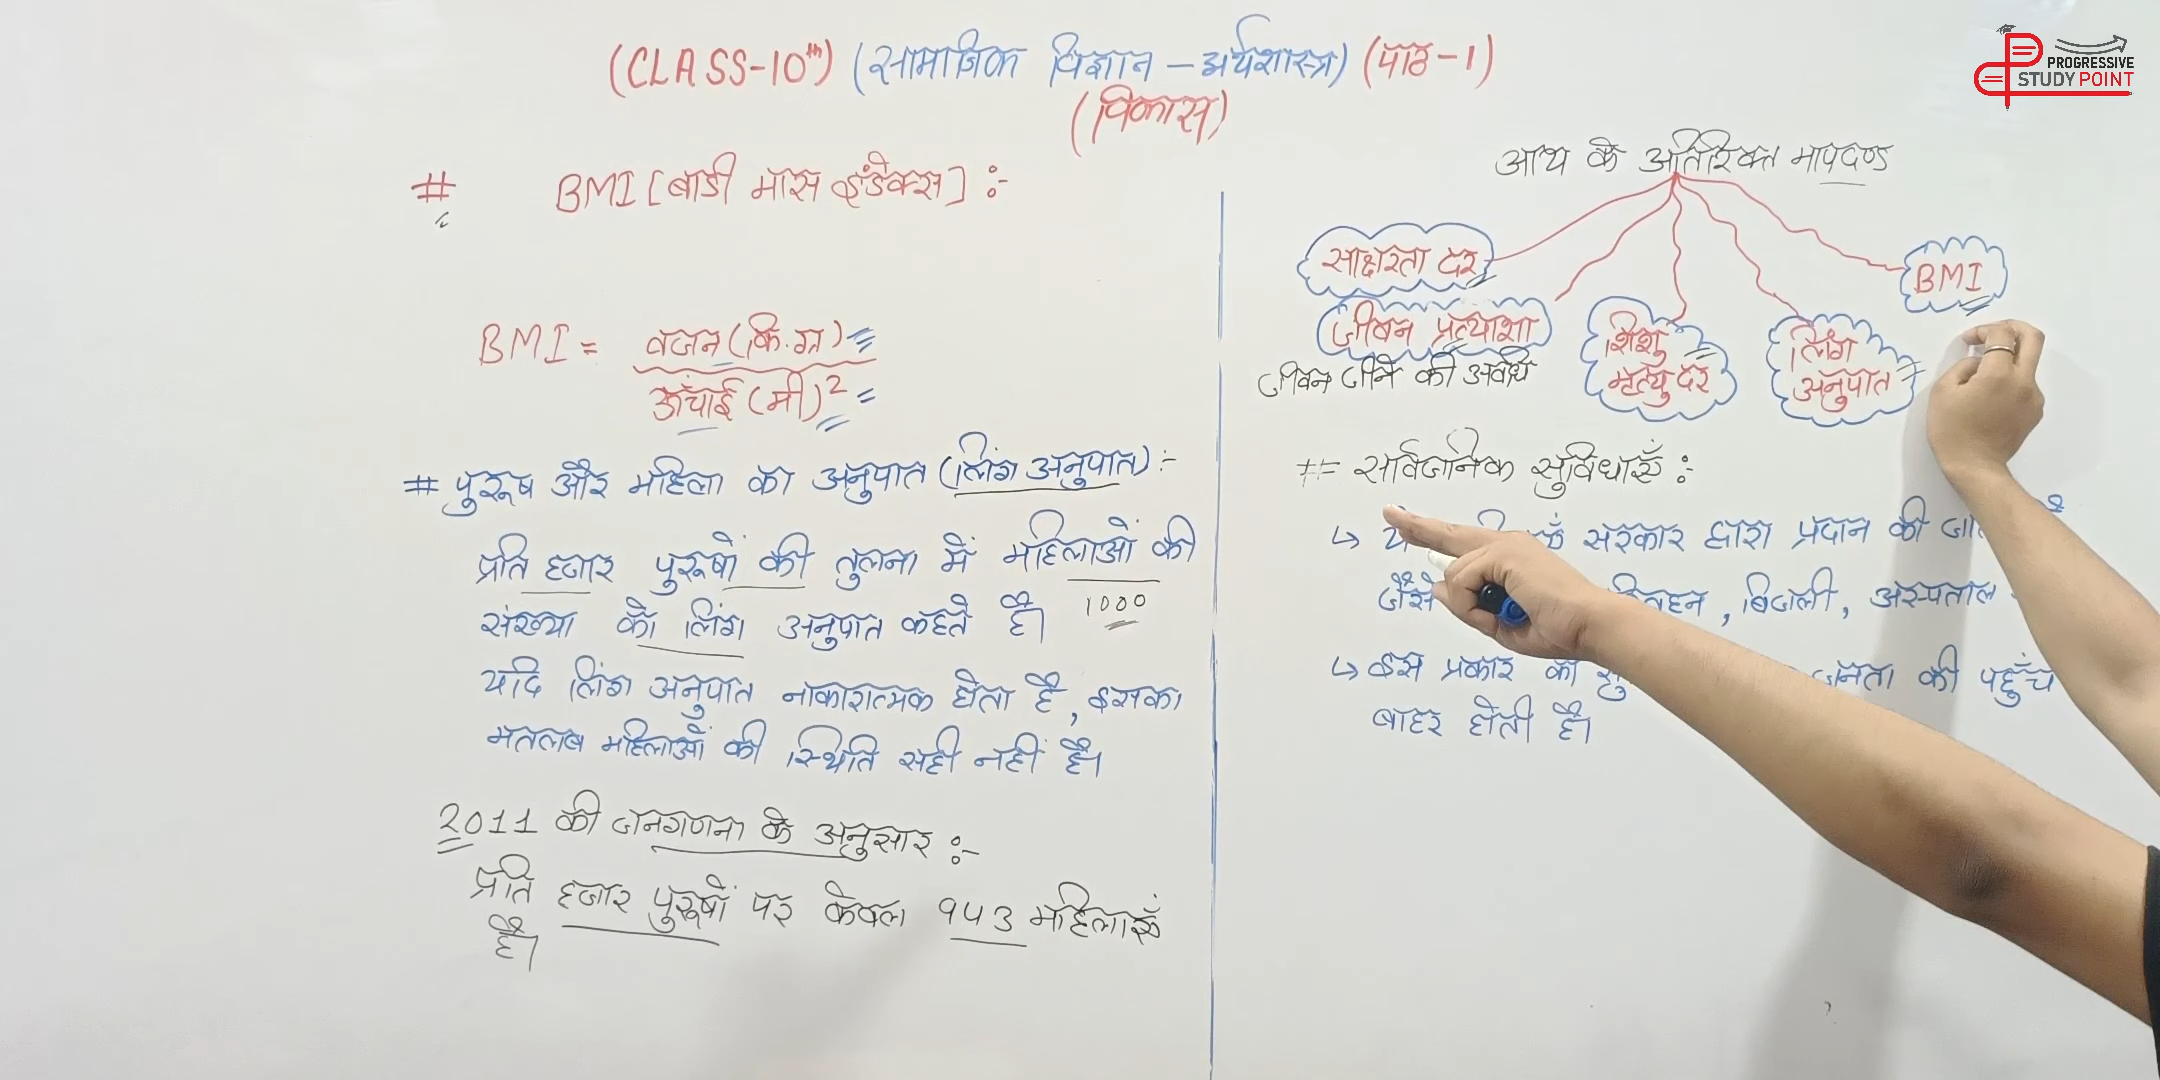 (CLASS-10th) (सामाजिक विज्ञान – अर्थशास्त्र) (पाठ-1)
(विकास)
PROGRESSIVE
STUDY POINT
# BMI [बाडी मास इंडेक्स] :-
BMI = वजन (कि.ग्रा) / ऊँचाई (मी)²
# पुरूष और महिला का अनुपात (लिंग अनुपात) :-
प्रति हजार पुरूषों की तुलना में महिलाओं की
संख्या को लिंग अनुपात कहते है।
1000
यदि लिंग अनुपात नाकारात्मक होता है, इसका
मतलब महिलाओं की स्थिति सही नहीं है।
2011 की जनगणना के अनुसार :-
प्रति हजार पुरूषों पर केवल 943 महिलाएँ
है।
आय के अतिरिक्त मापदण्ड
साक्षरता दर
जीवन प्रत्याशा
जीवन जीने की अवधि
शिशु
मृत्यु दर
लिंग
अनुपात
BMI
# सार्वजनिक सुविधाएँ :-
↳ सरकार द्वारा प्रदान की
जैसे , बिजली, अस्पताल
↳ इस प्रकार की जनता की पहुँच
बाहर होती है।